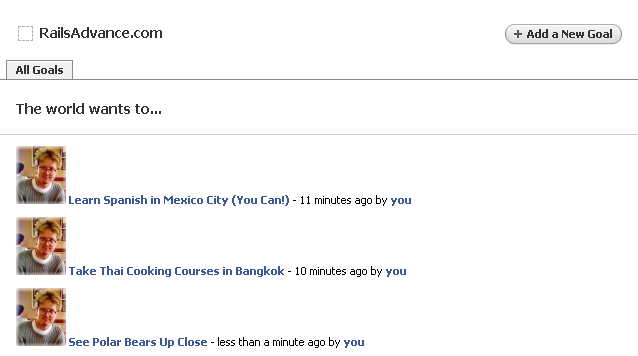 RailsAdvance.com
+ Add a New Goal
All Goals
The world wants to...
Learn Spanish in Mexico City (You Can!) - 11 minutes ago by you
Take Thai Cooking Courses in Bangkok - 10 minutes ago by you
See Polar Bears Up Close - less than a minute ago by you